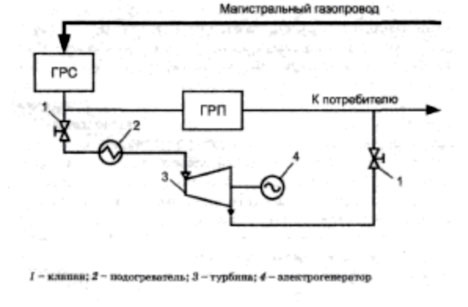 Магистральный газопровод
ГРС
1
ГРП
К потребителю
2
3
4
1
1 – клапан; 2 – подогреватель; 3 – турбина; 4 – электрогенератор